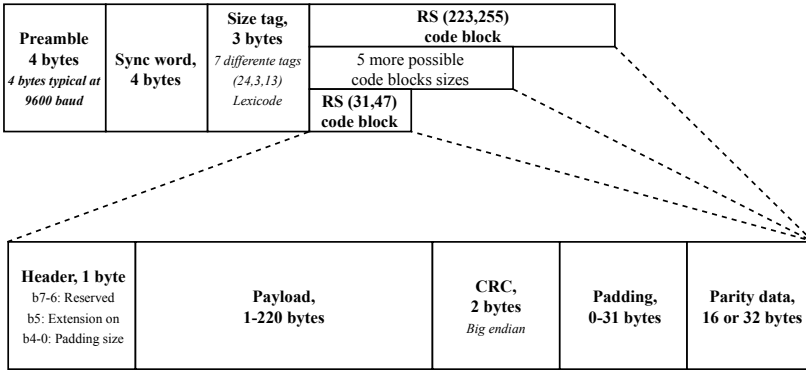 Preamble
4 bytes
4 bytes typical at
9600 baud
Sync word,
4 bytes
Size tag,
3 bytes
7 differente tags
(24,3,13)
Lexicode
RS (223,255)
code block
5 more possible
code blocks sizes
RS (31,47)
code block
Header, 1 byte
b7-6: Reserved
b5: Extension on
b4-0: Padding size
Payload,
1-220 bytes
CRC,
2 bytes
Big endian
Padding,
0-31 bytes
Parity data,
16 or 32 bytes